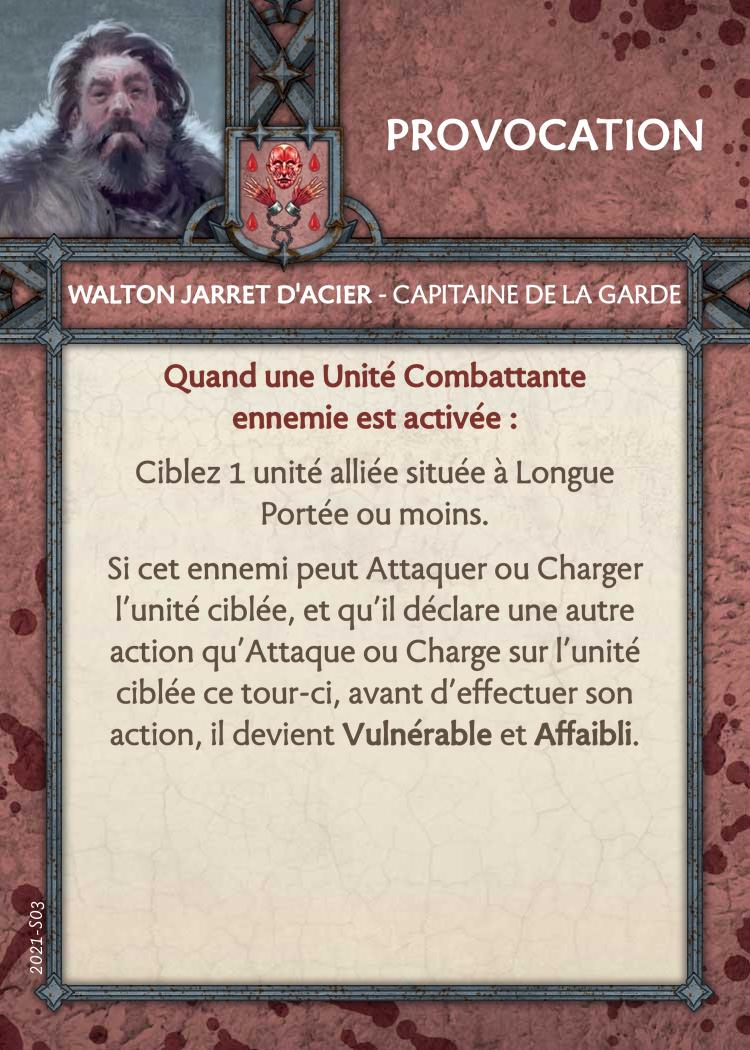 PROVOCATION
WALTON JARRET D'ACIER - CAPITAINE DE LA GARDE
Quand une Unité Combattante
ennemie est activée :
Ciblez 1 unité alliée située à Longue
Portée ou moins.
Si cet ennemi peut Attaquer ou Charger
l’unité ciblée, et qu’il déclare une autre
action qu’Attaque ou Charge sur l’unité
ciblée ce tour-ci, avant d’effectuer son
action, il devient Vulnérable et Affaibli.
2021-S03